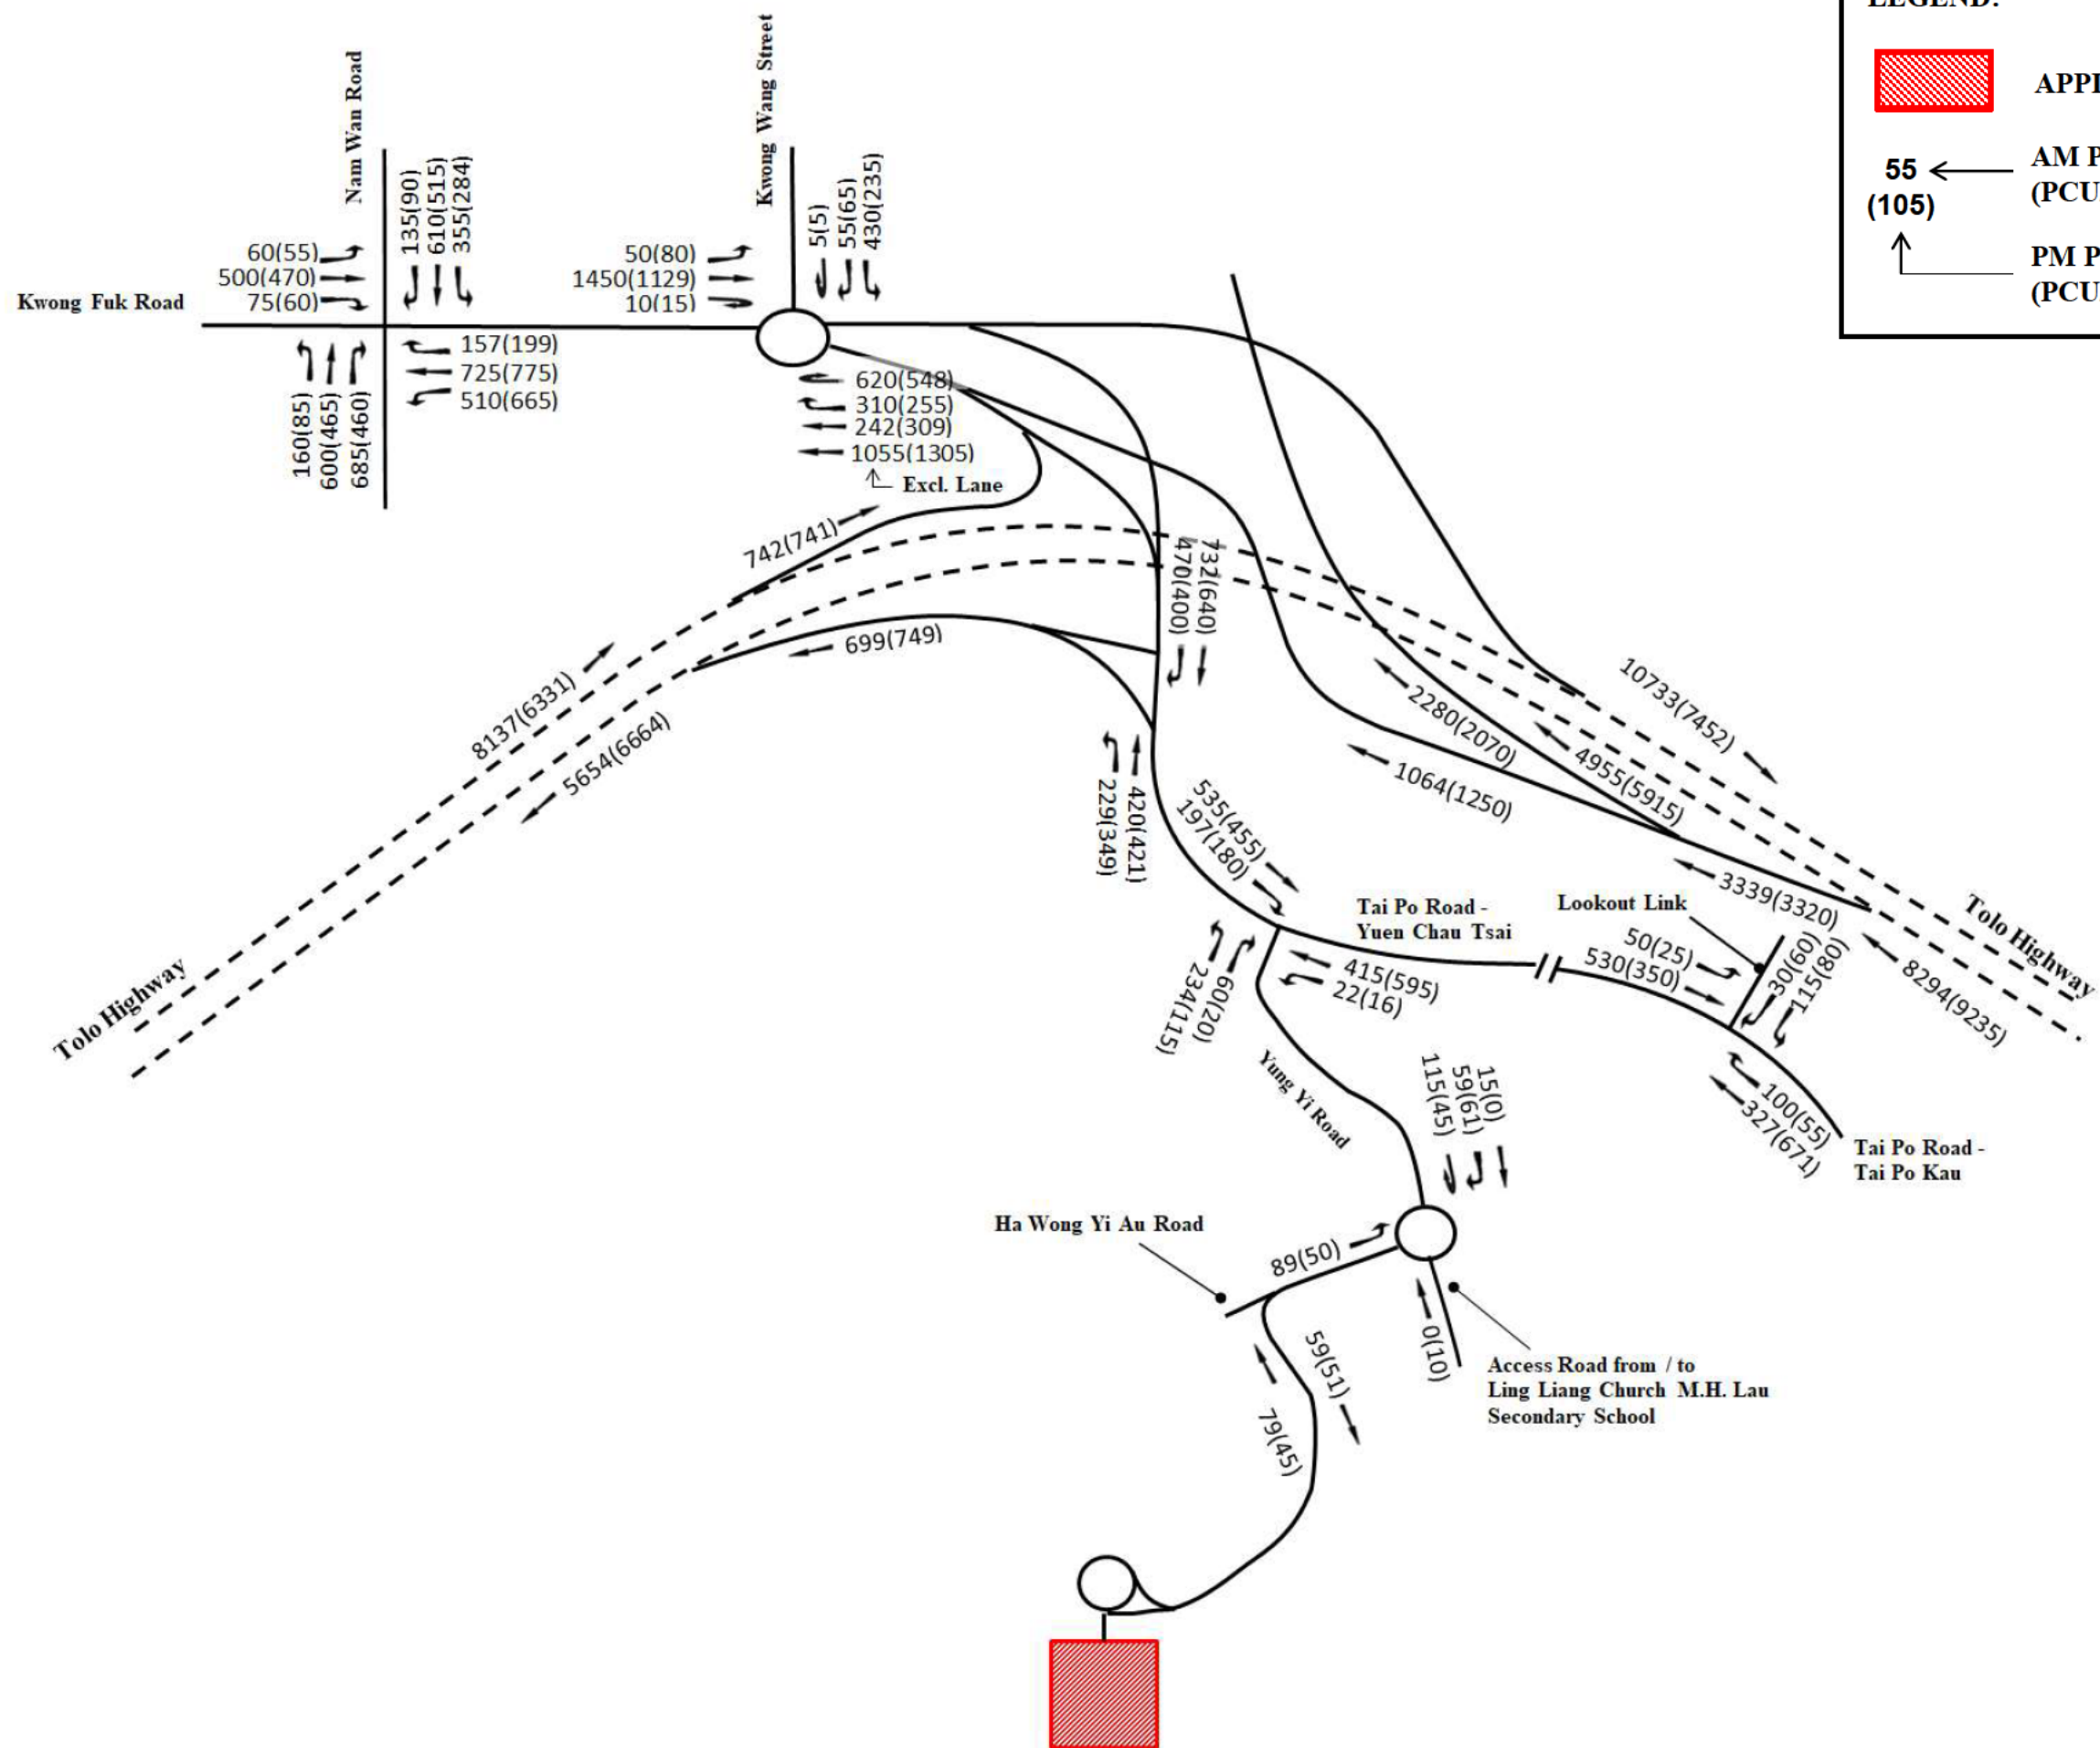 LEGEND:
APPL
55
(105)
AM P
(PCU
PM P
(PCU
Nam Wan Road
135(90)
610(515)
355(284)
60(55)
500(470)
75(60)
Kwong Fuk Road
160(85)
600(465)
685(460)
157(199)
725(775)
510(665)
Kwong Wang Street
5(5)
55(65)
430(235)
50(80)
1450(1129)
10(15)
620(548)
310(255)
242(309)
1055(1305)
Excl. Lane
742(741)
699(749)
8137(6331)
5654(6664)
Tolo Highway
470(400)
732(640)
229(349)
420(421)
535(455)
197(180)
2280(2070)
1064(1250)
4955(5915)
10733(7452)
3339(3320)
8294(9235)
Tolo Highway
Tai Po Road -
Yuen Chau Tsai
Lookout Link
50(25)
530(350)
30(60)
115(80)
100(55)
327(671)
Tai Po Road -
Tai Po Kau
415(595)
22(16)
234(115)
60(20)
Yung Yi Road
115(45)
59(61)
15(0)
Ha Wong Yi Au Road
89(50)
0(10)
Access Road from / to
Ling Liang Church M.H. Lau
Secondary School
59(51)
79(45)